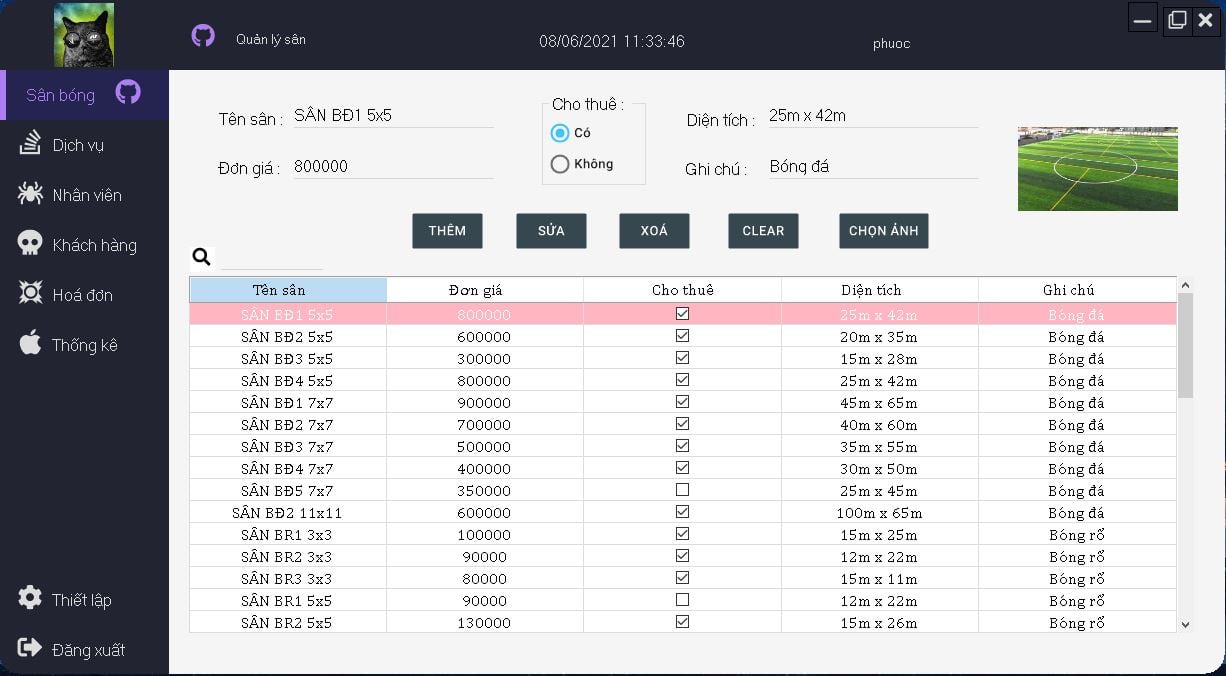 Quản lý sân 08/06/2021 11:33:46 phuoc
Sân bóng
Dịch vụ
Nhân viên
Khách hàng
Hoá đơn
Thống kê
Thiết lập
Đăng xuất
Tên sân : SÂN BĐ1 5x5
Cho thuê :
Có
Không
Diện tích : 25m x 42m
Đơn giá : 800000
Ghi chú : Bóng đá
THÊM SỬA XOÁ CLEAR CHỌN ẢNH
Tên sân Đơn giá Cho thuê Diện tích Ghi chú
SÂN BĐ1 5x5 800000 25m x 42m Bóng đá
SÂN BĐ2 5x5 600000 20m x 35m Bóng đá
SÂN BĐ3 5x5 300000 15m x 28m Bóng đá
SÂN BĐ4 5x5 800000 25m x 42m Bóng đá
SÂN BĐ1 7x7 900000 45m x 65m Bóng đá
SÂN BĐ2 7x7 700000 40m x 60m Bóng đá
SÂN BĐ3 7x7 500000 35m x 55m Bóng đá
SÂN BĐ4 7x7 400000 30m x 50m Bóng đá
SÂN BĐ5 7x7 350000 25m x 45m Bóng đá
SÂN BĐ2 11x11 600000 100m x 65m Bóng đá
SÂN BR1 3x3 100000 15m x 25m Bóng rổ
SÂN BR2 3x3 90000 12m x 22m Bóng rổ
SÂN BR3 3x3 80000 15m x 11m Bóng rổ
SÂN BR1 5x5 90000 12m x 22m Bóng rổ
SÂN BR2 5x5 130000 15m x 26m Bóng rổ